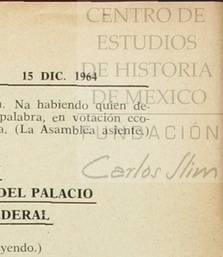 CENTRO DE
ESTUDIOS
DE HISTORIA
DE MEXICO
FUNDACIÓN
Carlos Slim
15 DIC. 1964
. Na habiendo quien de-
palabra, en votación eco-
a. (La Asamblea asiente.)
DEL PALACIO
EDERAL
yendo.)